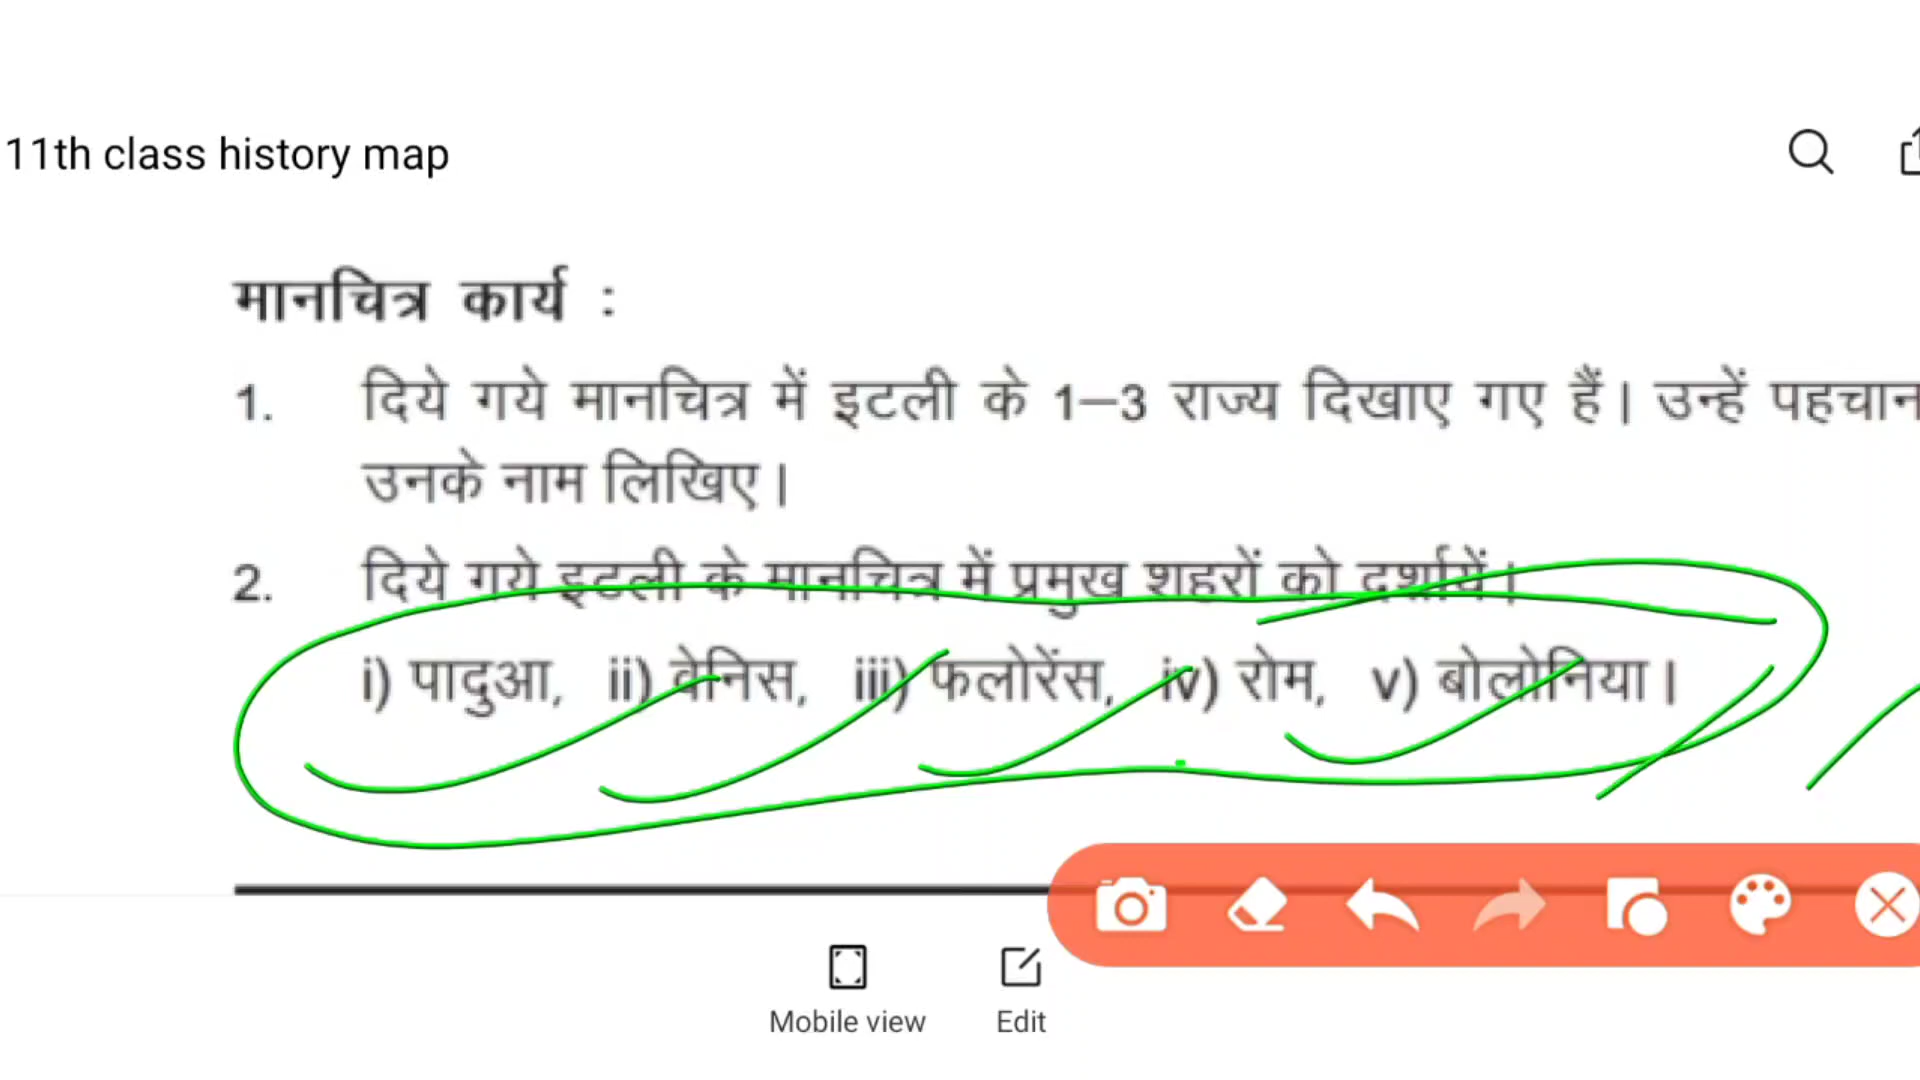 11th class history map
मानचित्र कार्य :
1. दिये गये मानचित्र में इटली के 1–3 राज्य दिखाए गए हैं। उन्हें पहचान
उनके नाम लिखिए।
2. दिये गये इटली के मानचित्र में प्रमुख शहरों को दर्शायें।
i) पादुआ, ii) वेनिस, iii) फलोरेंस, iv) रोम, v) बोलोनिया।
Mobile view Edit